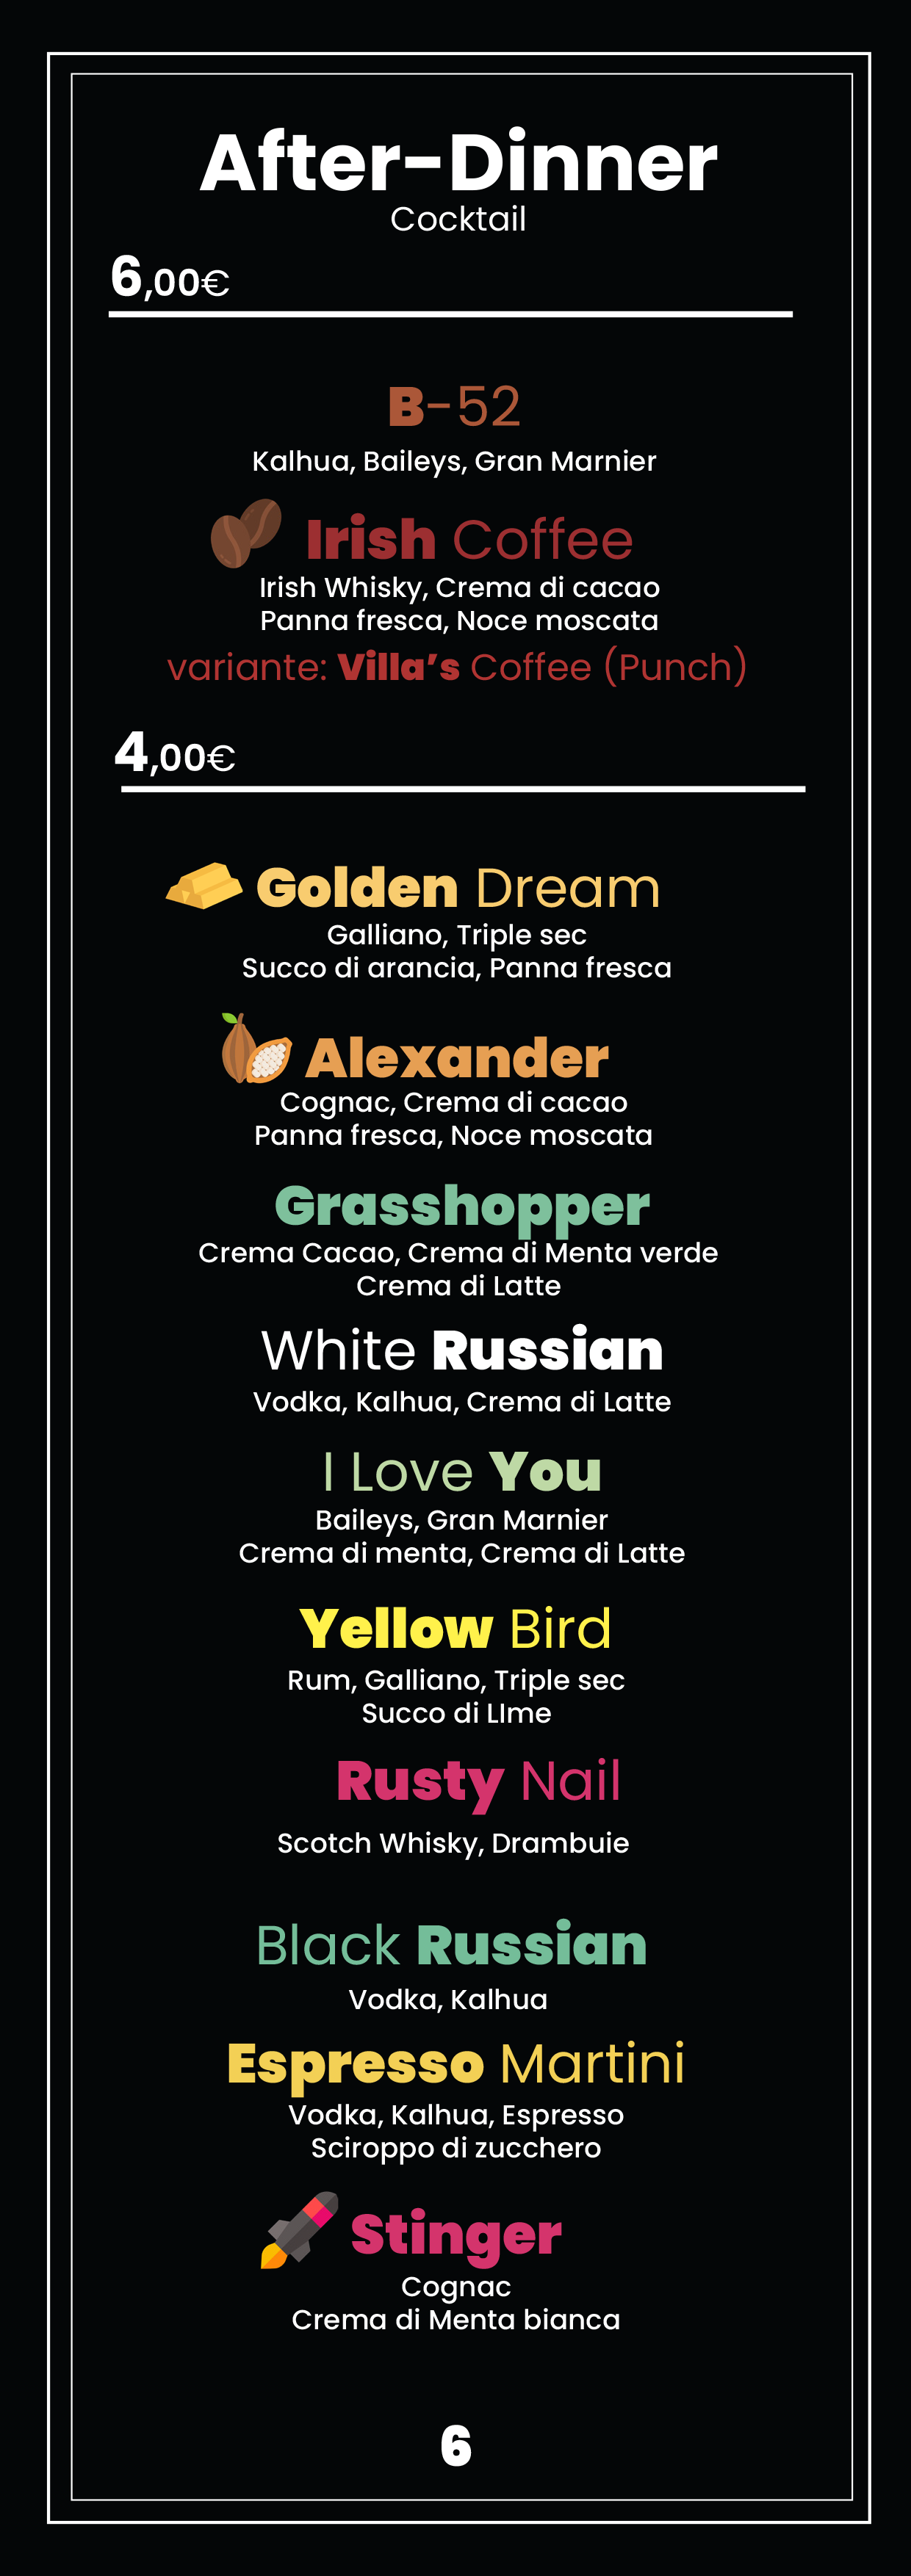 After-Dinner
Cocktail
6,00€
B-52
Kalhua, Baileys, Gran Marnier
Irish Coffee
Irish Whisky, Crema di cacao
Panna fresca, Noce moscata
variante: Villa’s Coffee (Punch)
4,00€
Golden Dream
Galliano, Triple sec
Succo di arancia, Panna fresca
Alexander
Cognac, Crema di cacao
Panna fresca, Noce moscata
Grasshopper
Crema Cacao, Crema di Menta verde
Crema di Latte
White Russian
Vodka, Kalhua, Crema di Latte
I Love You
Baileys, Gran Marnier
Crema di menta, Crema di Latte
Yellow Bird
Rum, Galliano, Triple sec
Succo di LIme
Rusty Nail
Scotch Whisky, Drambuie
Black Russian
Vodka, Kalhua
Espresso Martini
Vodka, Kalhua, Espresso
Sciroppo di zucchero
Stinger
Cognac
Crema di Menta bianca
6